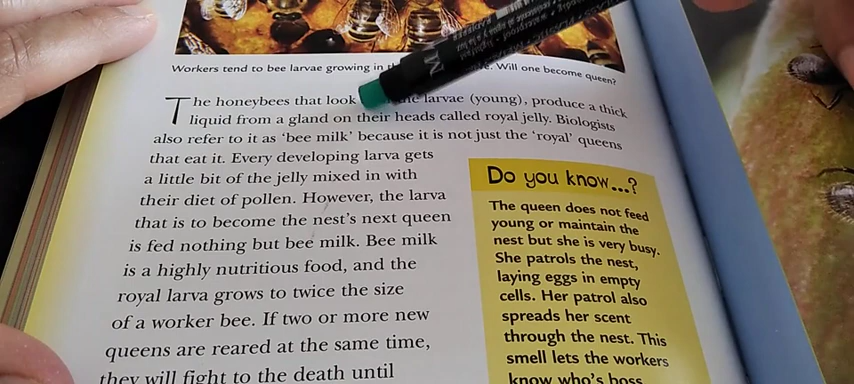 Workers tend to bee larvae growing in Will one become queen?
The honeybees that look larvae (young), produce a thick
liquid from a gland on their heads called royal jelly. Biologists
also refer to it as ‘bee milk’ because it is not just the ‘royal’ queens
that eat it. Every developing larva gets
a little bit of the jelly mixed in with
their diet of pollen. However, the larva
that is to become the nest’s next queen
is fed nothing but bee milk. Bee milk
is a highly nutritious food, and the
royal larva grows to twice the size
of a worker bee. If two or more new
queens are reared at the same time,
they will fight to the death until
Do you know...?
The queen does not feed
young or maintain the
nest but she is very busy.
She patrols the nest,
laying eggs in empty
cells. Her patrol also
spreads her scent
through the nest. This
smell lets the workers
know who’s boss
M